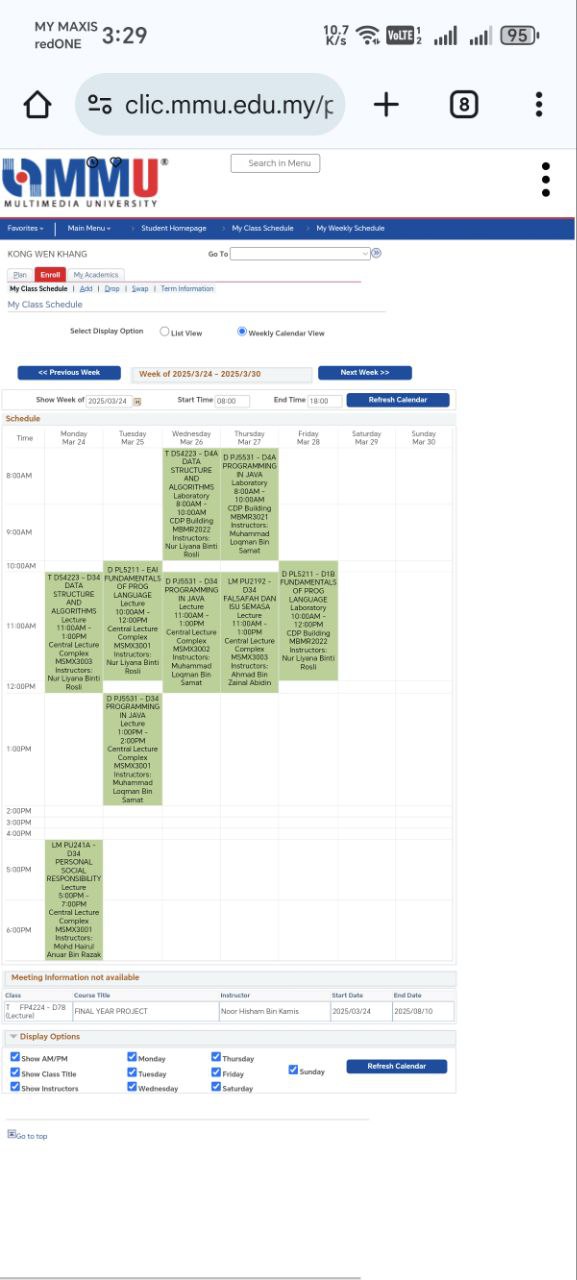 MY MAXIS
redONE
3:29
10.7
K/s
VoLTE 1 2
95
clic.mmu.edu.my/p
8
MMU®
MULTIMEDIA UNIVERSITY
Search in Menu
Favorites
Main Menu
> Student Homepage
> My Class Schedule
> My Weekly Schedule
KONG WEN KHANG
Go To
Plan
Enroll
My Academics
My Class Schedule | Add | Drop | Swap | Term Information
My Class Schedule
Select Display Option
List View
Weekly Calendar View
<< Previous Week
Week of 2025/3/24 - 2025/3/30
Next Week >>
Show Week of 2025/03/24
Start Time 08:00
End Time 18:00
Refresh Calendar
Schedule
Time
Monday
Mar 24
Tuesday
Mar 25
Wednesday
Mar 26
Thursday
Mar 27
Friday
Mar 28
Saturday
Mar 29
Sunday
Mar 30
8:00AM
T DS4223 - D4A
DATA
STRUCTURE
AND
ALGORITHMS
Laboratory
8:00AM -
10:00AM
CDP Building
MBMR2022
Instructors:
Nur Liyana Binti
Rosli
D PJ5531 - D4A
PROGRAMMING
IN JAVA
Laboratory
8:00AM -
10:00AM
CDP Building
MBMR3021
Instructors:
Muhammad
Loqman Bin
Samat
9:00AM
10:00AM
T DS4223 - D34
DATA
STRUCTURE
AND
ALGORITHMS
Lecture
11:00AM -
1:00PM
Central Lecture
Complex
MSMX3003
Instructors:
Nur Liyana Binti
Rosli
D PL5211 - EAI
FUNDAMENTALS
OF PROG
LANGUAGE
Lecture
10:00AM -
12:00PM
Central Lecture
Complex
MSMX3001
Instructors:
Nur Liyana Binti
Rosli
D PJ5531 - D34
PROGRAMMING
IN JAVA
Lecture
11:00AM -
1:00PM
Central Lecture
Complex
MSMX3002
Instructors:
Muhammad
Loqman Bin
Samat
LM PU2192 -
D34
FALSAFAH DAN
ISU SEMASA
Lecture
11:00AM -
1:00PM
Central Lecture
Complex
MSMX3003
Instructors:
Ahmad Bin
Zainal Abidin
D PL5211 - D1B
FUNDAMENTALS
OF PROG
LANGUAGE
Laboratory
10:00AM -
12:00PM
CDP Building
MBMR2022
Instructors:
Nur Liyana Binti
Rosli
11:00AM
12:00PM
D PJ5531 - D34
PROGRAMMING
IN JAVA
Lecture
1:00PM -
2:00PM
Central Lecture
Complex
MSMX3001
Instructors:
Muhammad
Loqman Bin
Samat
1:00PM
2:00PM
3:00PM
4:00PM
LM PU241A -
D34
PERSONAL
SOCIAL
RESPONSIBILITY
Lecture
5:00PM -
7:00PM
Central Lecture
Complex
MSMX3001
Instructors:
Mohd Hairul
Anuar Bin Razak
5:00PM
6:00PM
Meeting Information not available
Class
Course Title
Instructor
Start Date
End Date
T FP4224 - D78
(Lecture)
FINAL YEAR PROJECT
Noor Hisham Bin Kamis
2025/03/24
2025/08/10
Display Options
Show AM/PM
Monday
Thursday
Show Class Title
Tuesday
Friday
Sunday
Refresh Calendar
Show Instructors
Wednesday
Saturday
Go to top